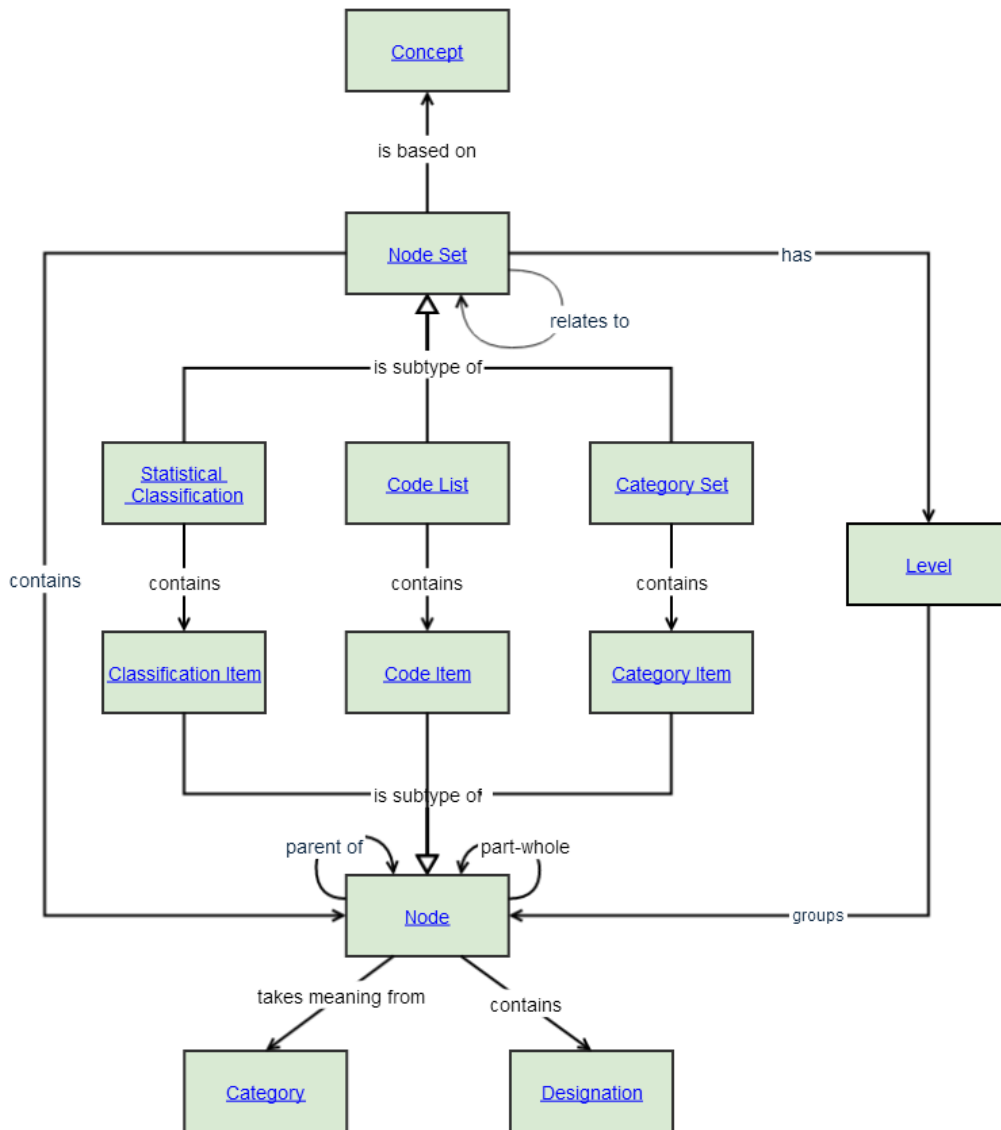 Concept
is based on
Node Set
has
relates to
is subtype of
Statistical
Classification
Code List
Category Set
Level
contains
contains
contains
contains
Classification Item
Code Item
Category Item
is subtype of
parent of
part-whole
Node
groups
takes meaning from
contains
Category
Designation